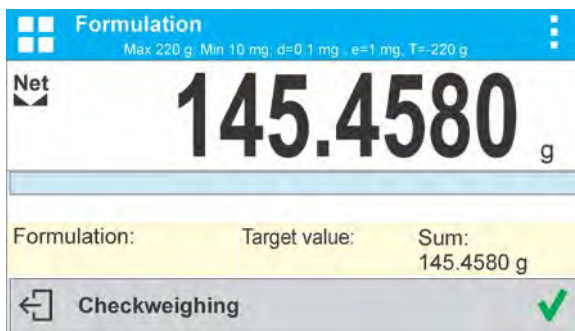 Formulation
Max 220 g; Min 10 mg; d=0.1 mg , e=1 mg, T=-220 g
Net
145.4580 g
Formulation: Target value: Sum:
145.4580 g
Checkweighing